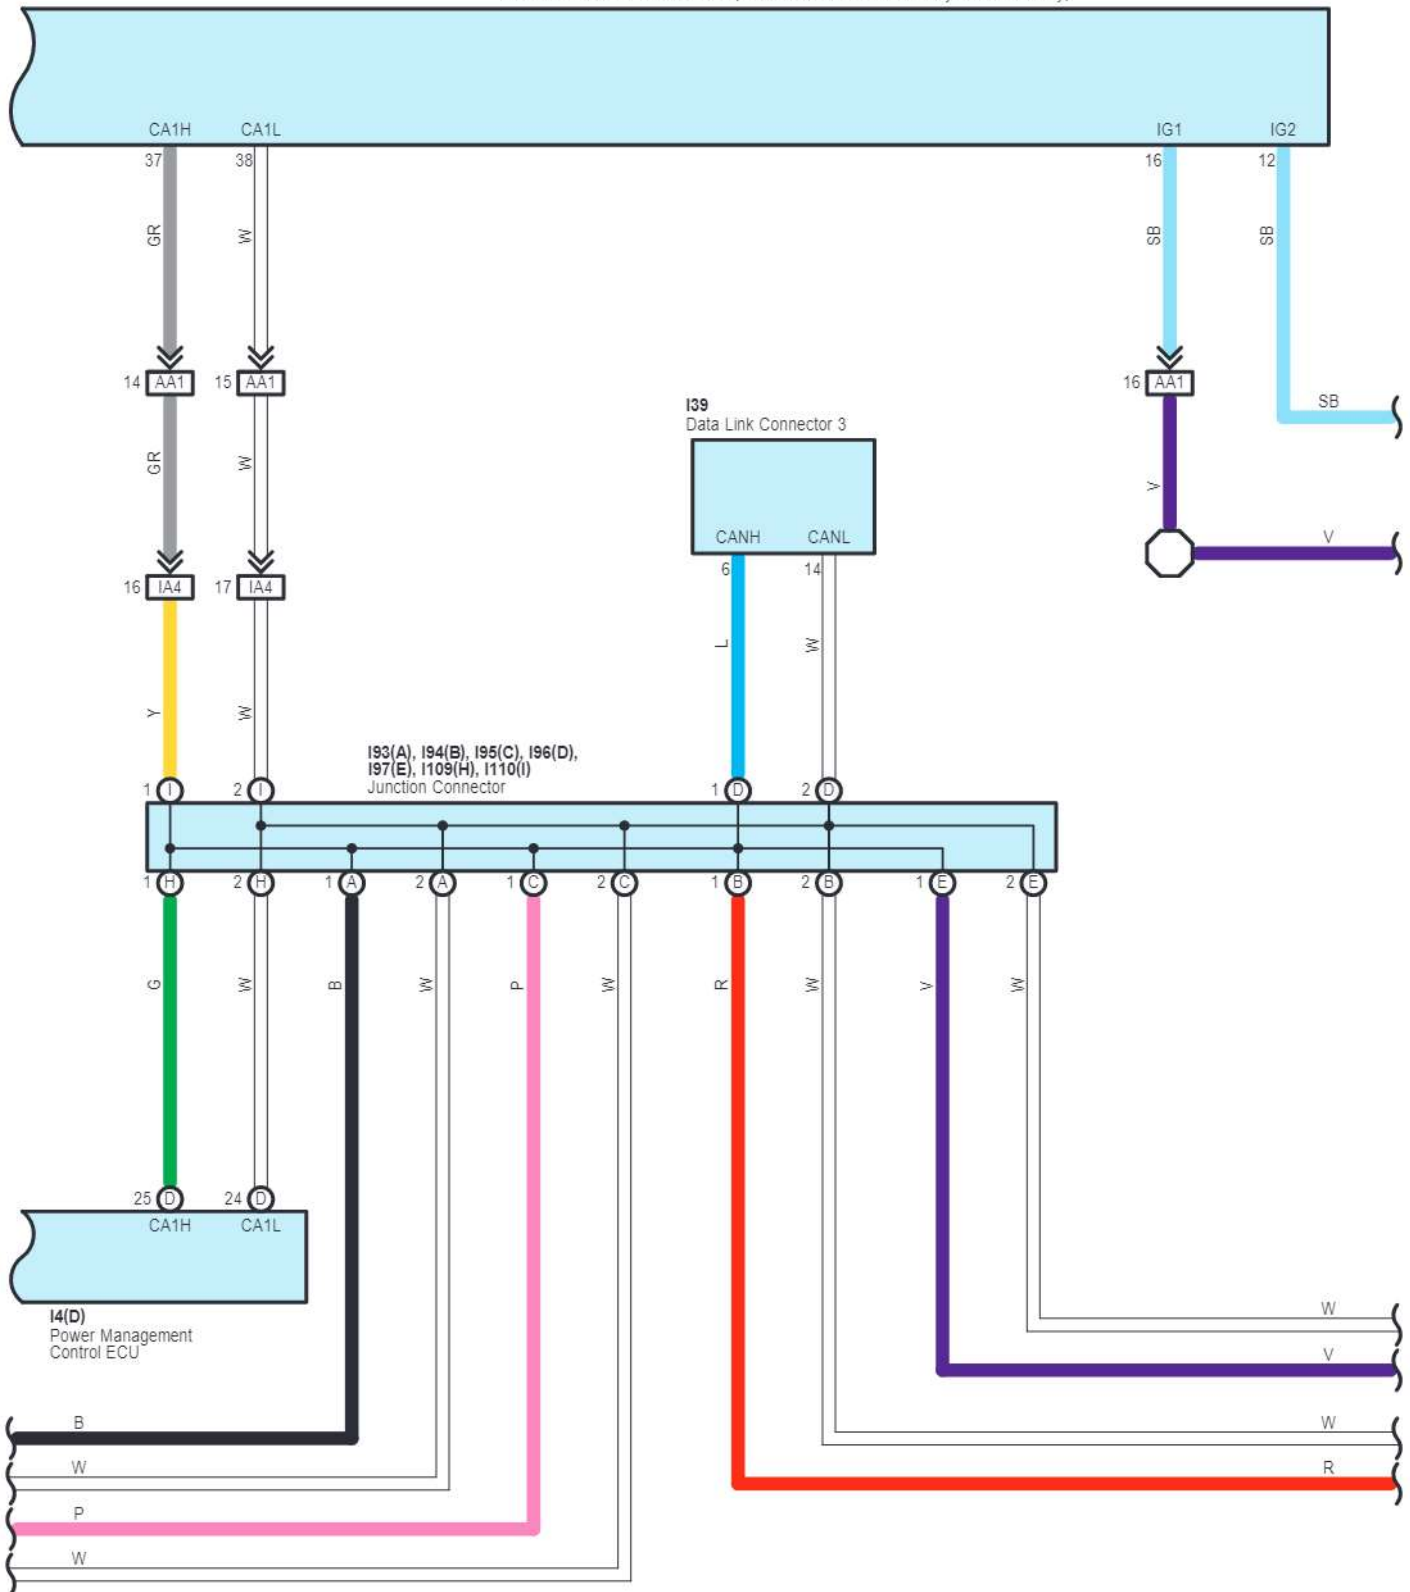 CA1H CA1L IG1 IG2
37 38 16 12
GR W SB SB
14 AA1 15 AA1 16 AA1
SB
I39
Data Link Connector 3
GR W V
CANH CANL
V
6 14
16 IA4 17 IA4
L W
Y W
I93(A), I94(B), I95(C), I96(D),
I97(E), I109(H), I110(I)
Junction Connector
1 I 2 I 1 D 2 D
1 H 2 H 1 A 2 A 1 C 2 C 1 B 2 B 1 E 2 E
G W B W P W R W V W
25 D 24 D
CA1H CA1L
I4(D)
Power Management
Control ECU
W
V
B W
W R
P
W